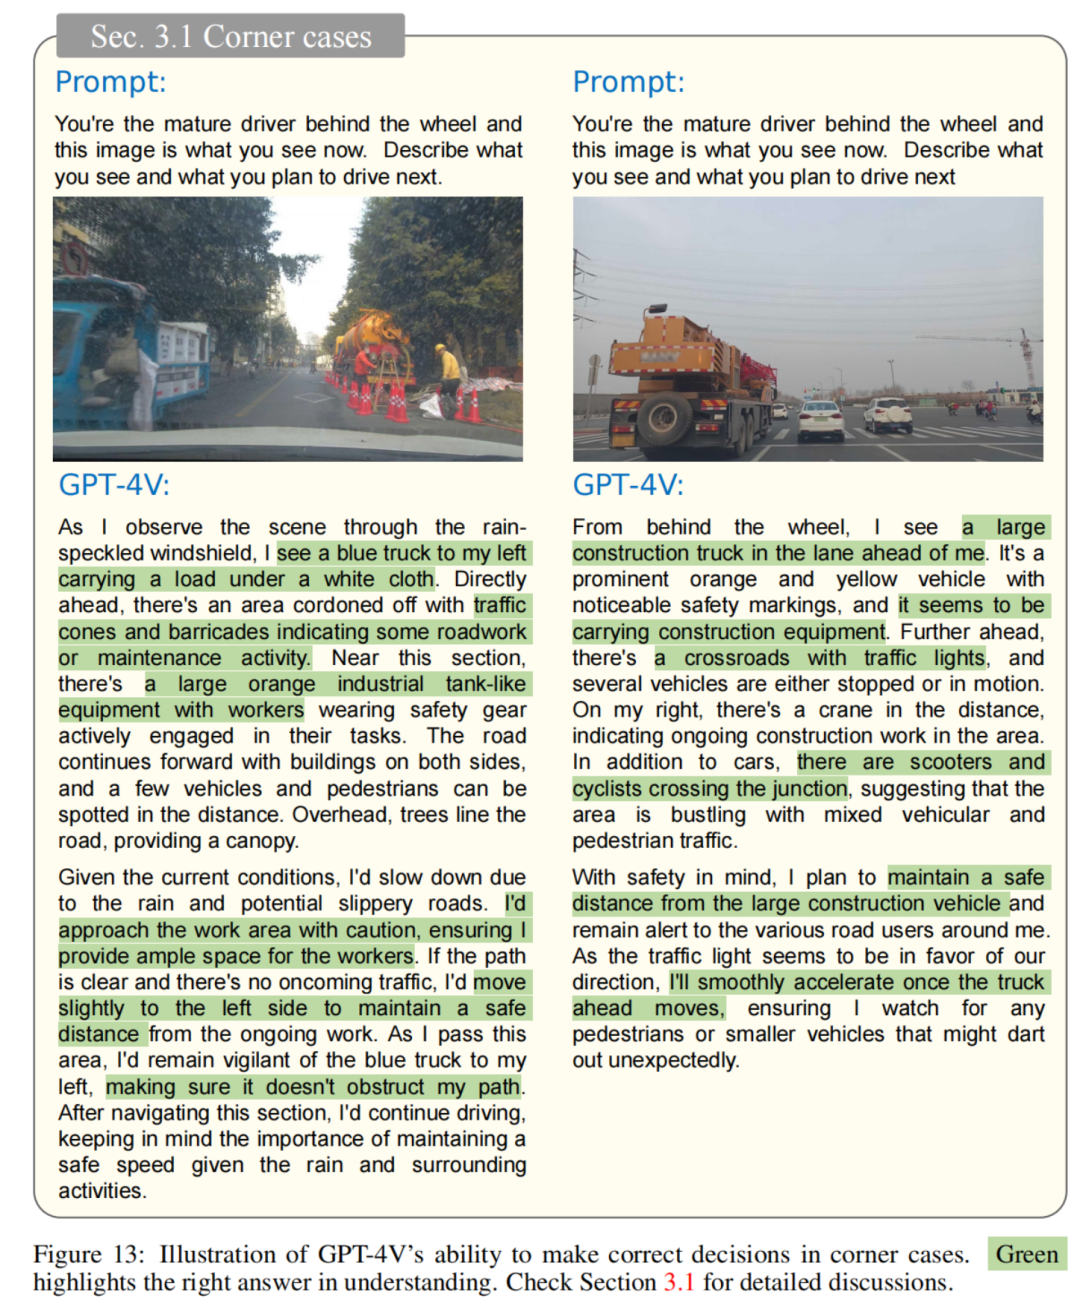 Sec. 3.1 Corner cases
Prompt:
You're the mature driver behind the wheel and
this image is what you see now.  Describe what
you see and what you plan to drive next.
GPT-4V:
As I observe the scene through the rain-
speckled windshield, I see a blue truck to my left
carrying a load under a white cloth. Directly
ahead, there's an area cordoned off with traffic
cones and barricades indicating some roadwork
or maintenance activity. Near this section,
there's a large orange industrial tank-like
equipment with workers wearing safety gear
actively engaged in their tasks. The road
continues forward with buildings on both sides,
and a few vehicles and pedestrians can be
spotted in the distance. Overhead, trees line the
road, providing a canopy.
Given the current conditions, I'd slow down due
to the rain and potential slippery roads. I'd
approach the work area with caution, ensuring I
provide ample space for the workers. If the path
is clear and there's no oncoming traffic, I'd move
slightly to the left side to maintain a safe
distance from the ongoing work. As I pass this
area, I'd remain vigilant of the blue truck to my
left, making sure it doesn't obstruct my path.
After navigating this section, I'd continue driving,
keeping in mind the importance of maintaining a
safe speed given the rain and surrounding
activities.
Prompt:
You're the mature driver behind the wheel and
this image is what you see now.  Describe what
you see and what you plan to drive next
GPT-4V:
From behind the wheel, I see a large
construction truck in the lane ahead of me. It's a
prominent orange and yellow vehicle with
noticeable safety markings, and it seems to be
carrying construction equipment. Further ahead,
there's a crossroads with traffic lights, and
several vehicles are either stopped or in motion.
On my right, there's a crane in the distance,
indicating ongoing construction work in the area.
In addition to cars, there are scooters and
cyclists crossing the junction, suggesting that the
area is bustling with mixed vehicular and
pedestrian traffic.
With safety in mind, I plan to maintain a safe
distance from the large construction vehicle and
remain alert to the various road users around me.
As the traffic light seems to be in favor of our
direction, I'll smoothly accelerate once the truck
ahead moves, ensuring I watch for any
pedestrians or smaller vehicles that might dart
out unexpectedly.
Figure 13: Illustration of GPT-4V's ability to make correct decisions in corner cases. Green
highlights the right answer in understanding. Check Section 3.1 for detailed discussions.